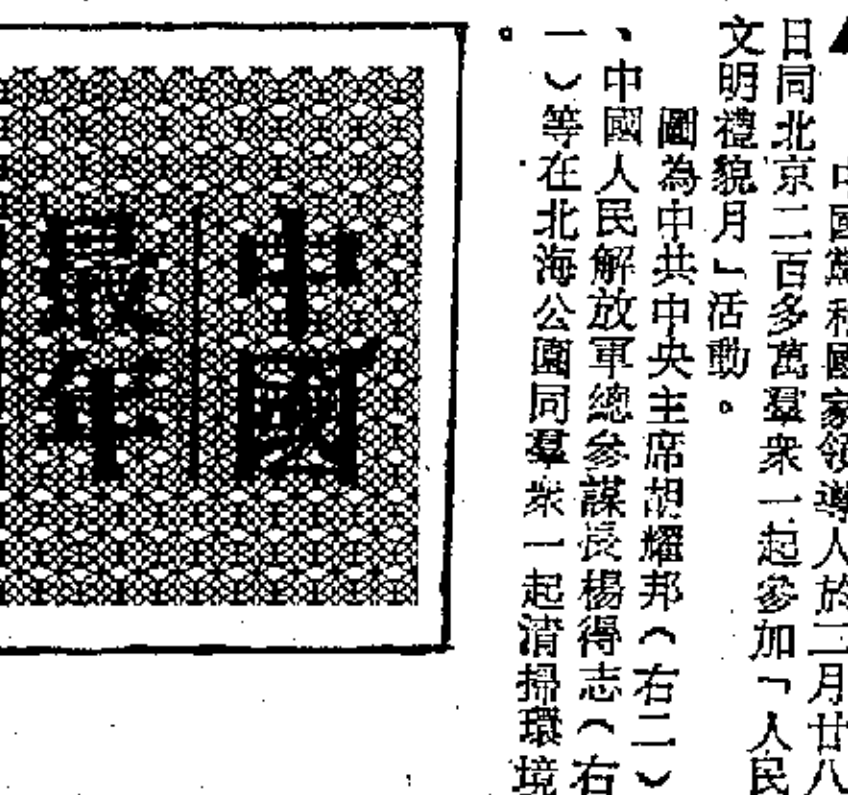 中國黨和國家領導人於二月廿八
日同北京二百多萬羣衆一起參加「人民
文明禮貌月」活動。
圖為中共中央主席胡耀邦（右二）
、中國人民解放軍總參謀長楊得志（右
一）等在北海公園同羣衆一起清掃環境
。
中國
最年